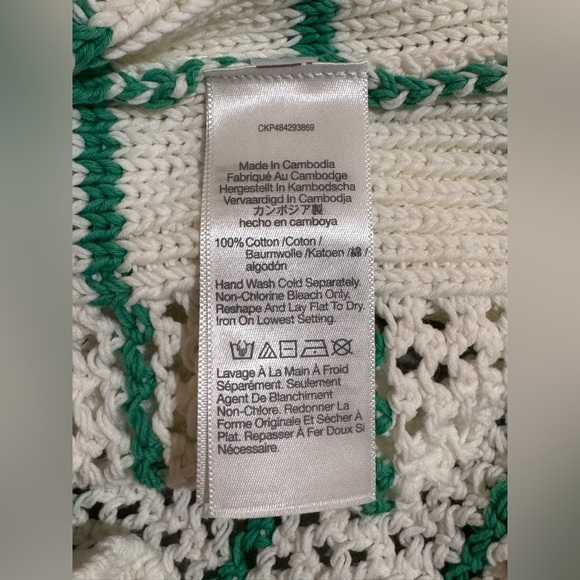 CKP484293869
Made In Cambodia
Fabriqué Au Cambodge
Hergestellt In Kambodscha
Vervaardigd In Cambodja
カンボジア製
hecho en camboya
100% Cotton /Coton /
Baumwolle /Katoen /綿 /
algodón
Hand Wash Cold Separately.
Non-Chlorine Bleach Only.
Reshape And Lay Flat To Dry.
Iron On Lowest Setting.
Lavage À La Main À Froid
Séparément. Seulement
Agent De Blanchiment
Non-Chlore. Redonner La
Forme Originale Et Sécher À
Plat. Repasser À Fer Doux Si
Nécessaire.